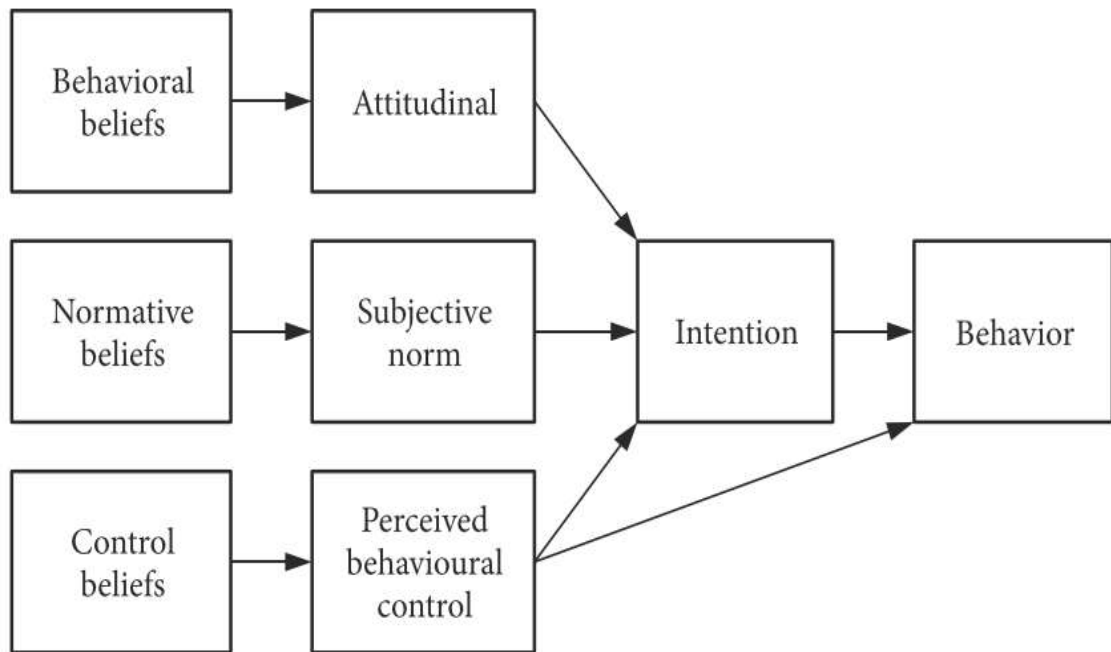 Behavioral
beliefs
Attitudinal
Normative
beliefs
Subjective
norm
Intention
Behavior
Control
beliefs
Perceived
behavioural
control